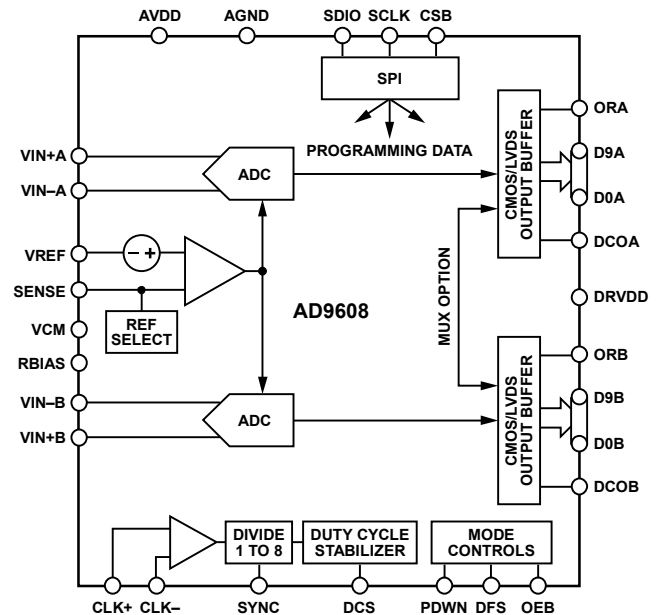 AVDD AGND SDIO SCLK CSB
SPI
PROGRAMMING DATA
VIN+A
VIN–A
ADC
VREF
– +
SENSE
REF
SELECT
VCM
RBIAS
AD9608
VIN–B
VIN+B
ADC
MUX OPTION
CMOS/LVDS
OUTPUT BUFFER
ORA
D9A
D0A
DCOA
DRVDD
CMOS/LVDS
OUTPUT BUFFER
ORB
D9B
D0B
DCOB
DIVIDE
1 TO 8
DUTY CYCLE
STABILIZER
MODE
CONTROLS
CLK+ CLK– SYNC DCS PDWN DFS OEB